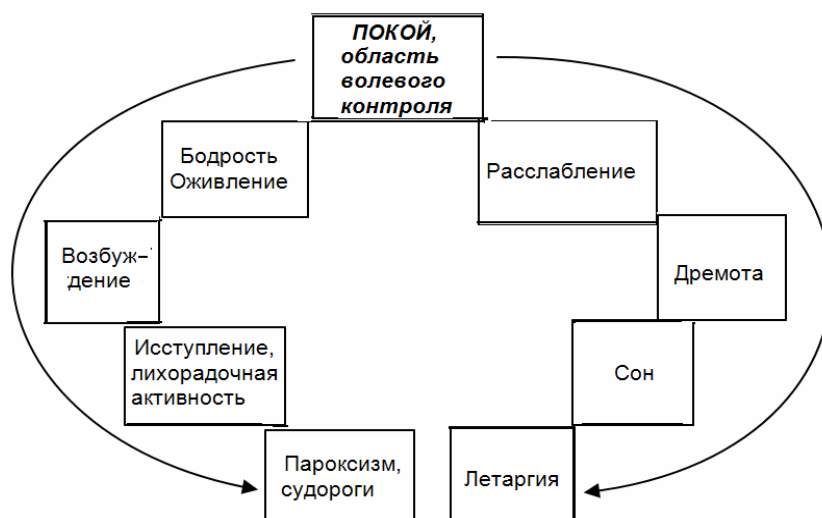 ПОКОЙ,
область
волевого
контроля
Бодрость
Оживление
Расслабление
Возбуж–
дение
Дремота
Исступление,
лихорадочная
активность
Сон
Пароксизм,
судороги
Летаргия